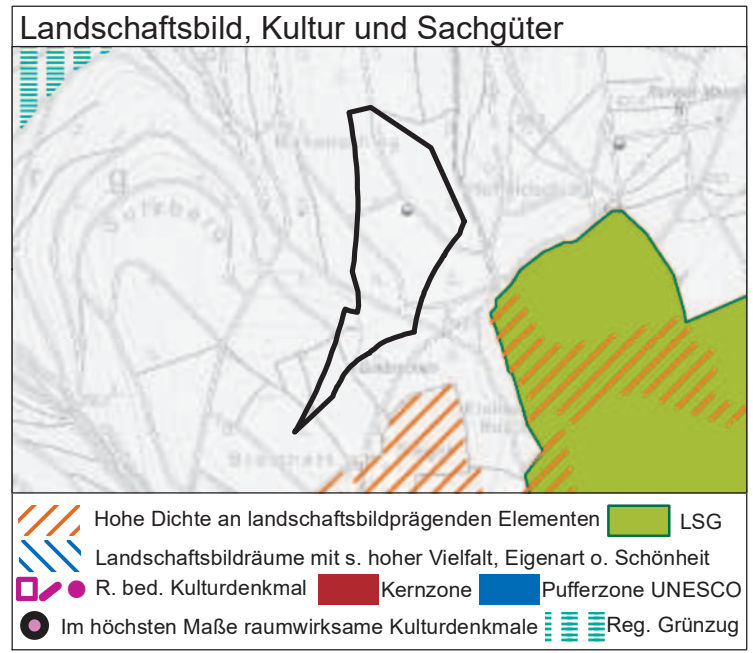 Landschaftsbild, Kultur und Sachgüter
r g
Sulzberg
Hohe Dichte an landschaftsbildprägenden Elementen LSG
Landschaftsbildräume mit s. hoher Vielfalt, Eigenart o. Schönheit
R. bed. Kulturdenkmal Kernzone Pufferzone UNESCO
Im höchsten Maße raumwirksame Kulturdenkmale Reg. Grünzug